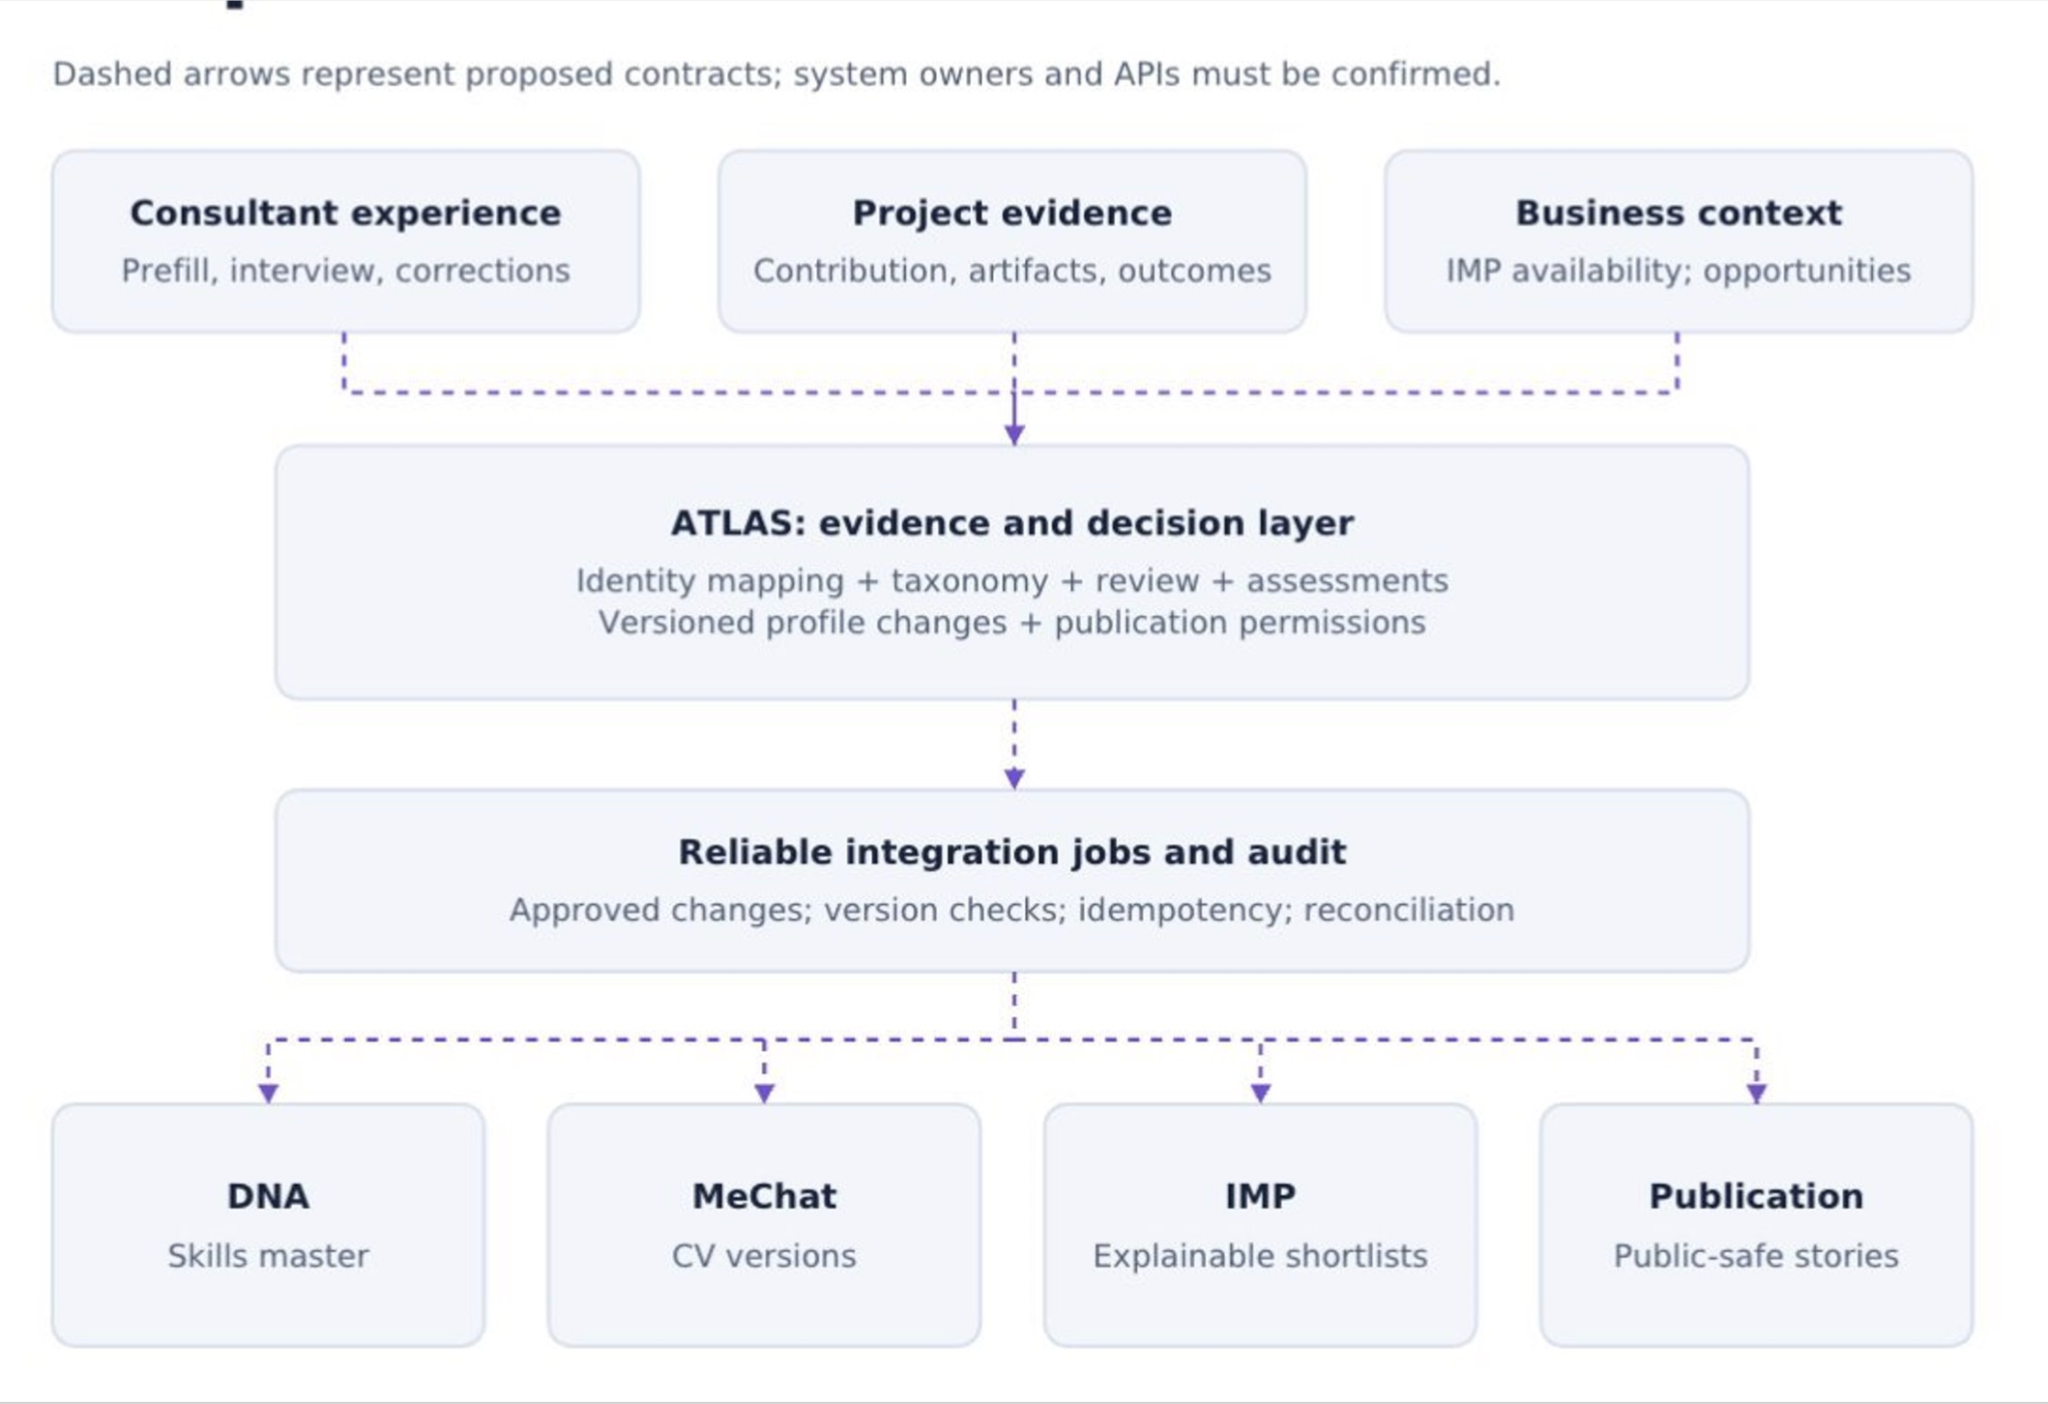 Dashed arrows represent proposed contracts; system owners and APIs must be confirmed.
Consultant experience
Prefill, interview, corrections
Project evidence
Contribution, artifacts, outcomes
Business context
IMP availability; opportunities
ATLAS: evidence and decision layer
Identity mapping + taxonomy + review + assessments
Versioned profile changes + publication permissions
Reliable integration jobs and audit
Approved changes; version checks; idempotency; reconciliation
DNA
Skills master
MeChat
CV versions
IMP
Explainable shortlists
Publication
Public-safe stories